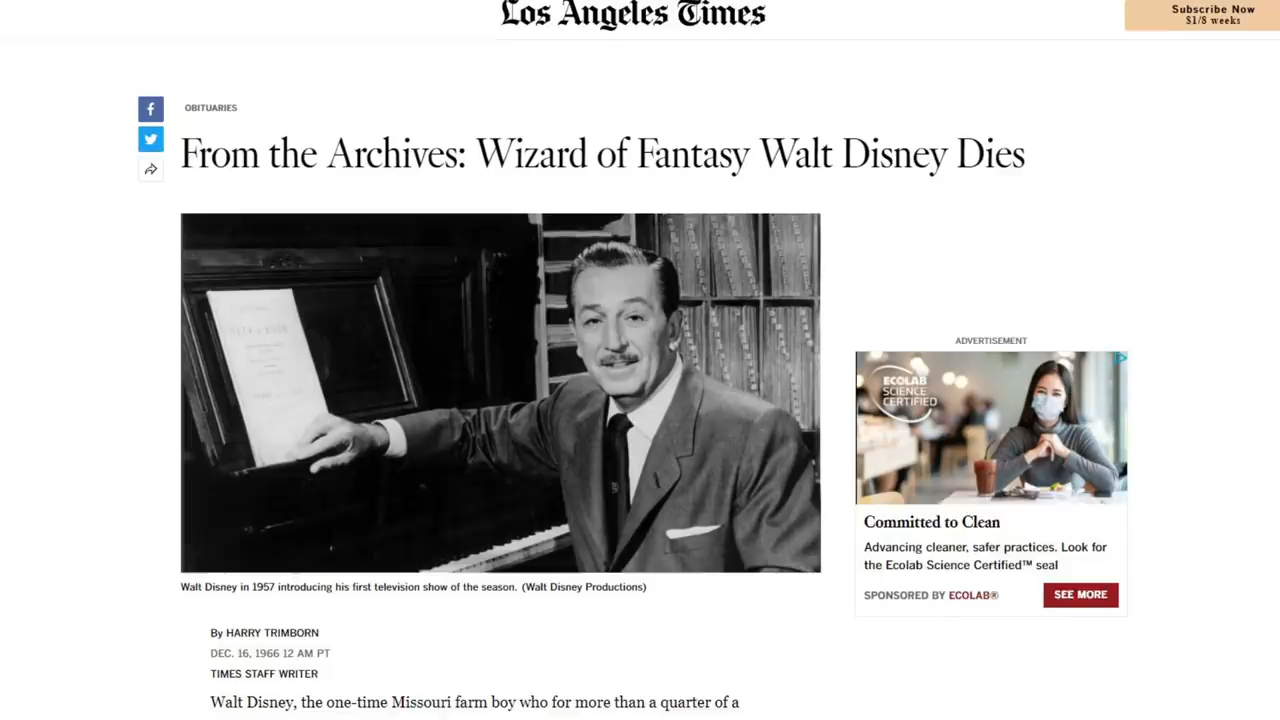 Los Angeles Times
Subscribe Now
$1/8 weeks
OBITUARIES
From the Archives: Wizard of Fantasy Walt Disney Dies
ADVERTISEMENT
ECOLAB
SCIENCE
CERTIFIED
Walt Disney in 1957 introducing his first television show of the season. (Walt Disney Productions)
Committed to Clean
Advancing cleaner, safer practices. Look for
the Ecolab Science Certified™ seal
SPONSORED BY ECOLAB®
SEE MORE
By HARRY TRIMBORN
DEC. 16, 1966 12 AM PT
TIMES STAFF WRITER
Walt Disney, the one-time Missouri farm boy who for more than a quarter of a